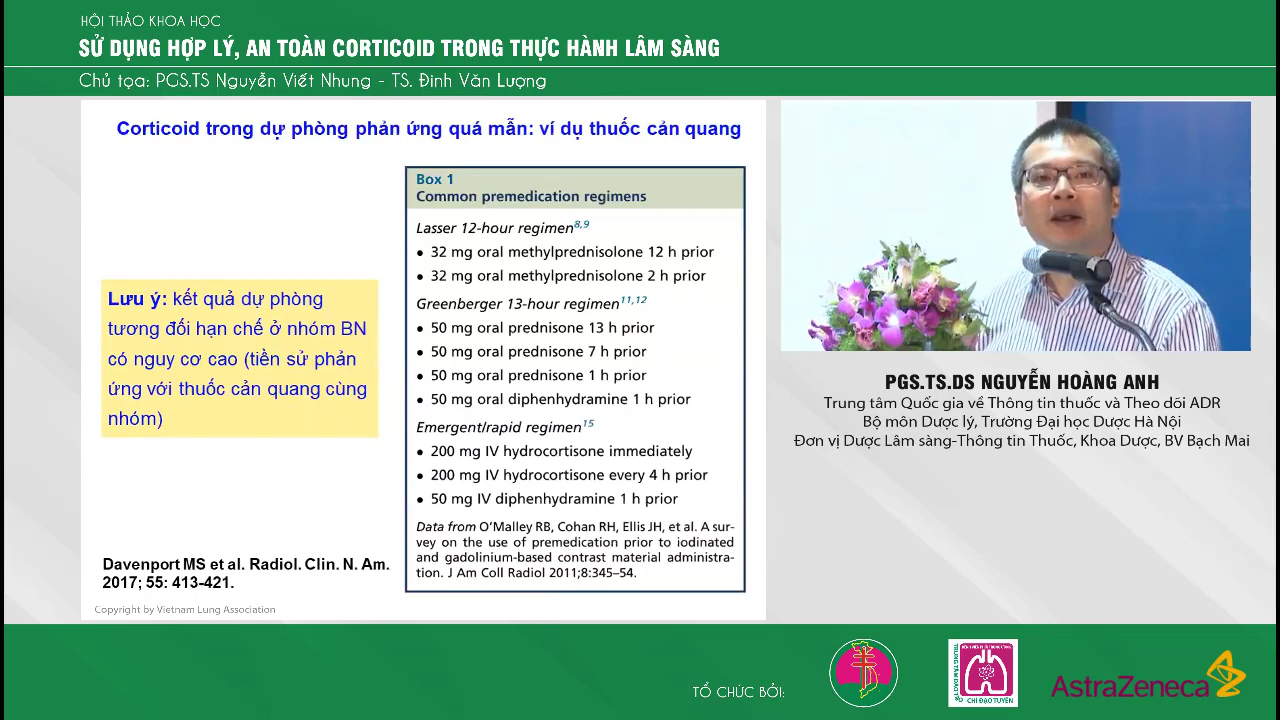 HỘI THẢO KHOA HỌC
SỬ DỤNG HỢP LÝ, AN TOÀN CORTICOID TRONG THỰC HÀNH LÂM SÀNG
Chủ tọa: PGS.TS Nguyễn Viết Nhung - TS. Đinh Văn Lượng
Corticoid trong dự phòng phản ứng quá mẫn: ví dụ thuốc cản quang
Lưu ý: kết quả dự phòng
tương đối hạn chế ở nhóm BN
có nguy cơ cao (tiền sử phản
ứng với thuốc cản quang cùng
nhóm)
Box 1
Common premedication regimens
Lasser 12-hour regimen8,9
• 32 mg oral methylprednisolone 12 h prior
• 32 mg oral methylprednisolone 2 h prior
Greenberger 13-hour regimen11,12
• 50 mg oral prednisone 13 h prior
• 50 mg oral prednisone 7 h prior
• 50 mg oral prednisone 1 h prior
• 50 mg oral diphenhydramine 1 h prior
Emergent/rapid regimen15
• 200 mg IV hydrocortisone immediately
• 200 mg IV hydrocortisone every 4 h prior
• 50 mg IV diphenhydramine 1 h prior
Data from O'Malley RB, Cohan RH, Ellis JH, et al. A sur-
vey on the use of premedication prior to iodinated
and gadolinium-based contrast material administra-
tion. J Am Coll Radiol 2011;8:345–54.
Davenport MS et al. Radiol. Clin. N. Am.
2017; 55: 413-421.
Copyright by Vietnam Lung Association
PGS.TS.DS NGUYỄN HOÀNG ANH
Trung tâm Quốc gia về Thông tin thuốc và Theo dõi ADR
Bộ môn Dược lý, Trường Đại học Dược Hà Nội
Đơn vị Dược Lâm sàng-Thông tin Thuốc, Khoa Dược, BV Bạch Mai
TỔ CHỨC BỞI:
CHỈ ĐẠO TUYẾN
AstraZeneca